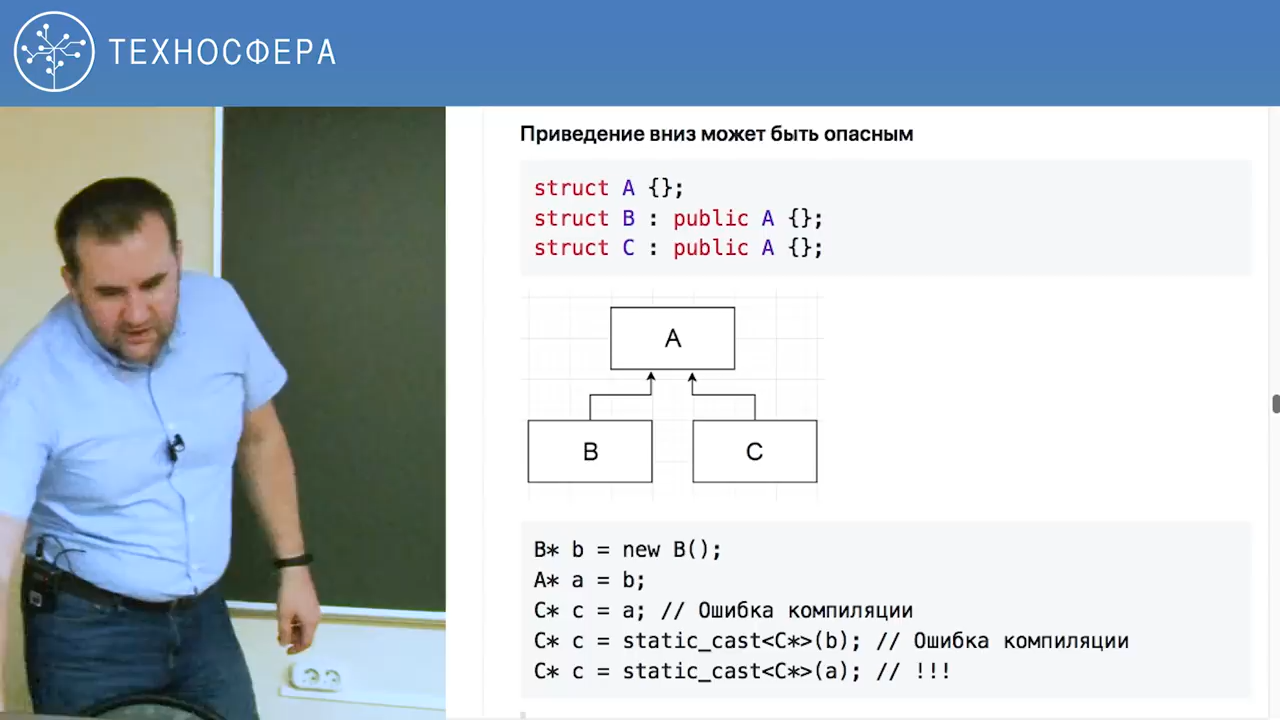 ТЕХНОСФЕРА
Приведение вниз может быть опасным
struct A {};
struct B : public A {};
struct C : public A {};
A
B
C
B* b = new B();
A* a = b;
C* c = a; // Ошибка компиляции
C* c = static_cast<C*>(b); // Ошибка компиляции
C* c = static_cast<C*>(a); // !!!